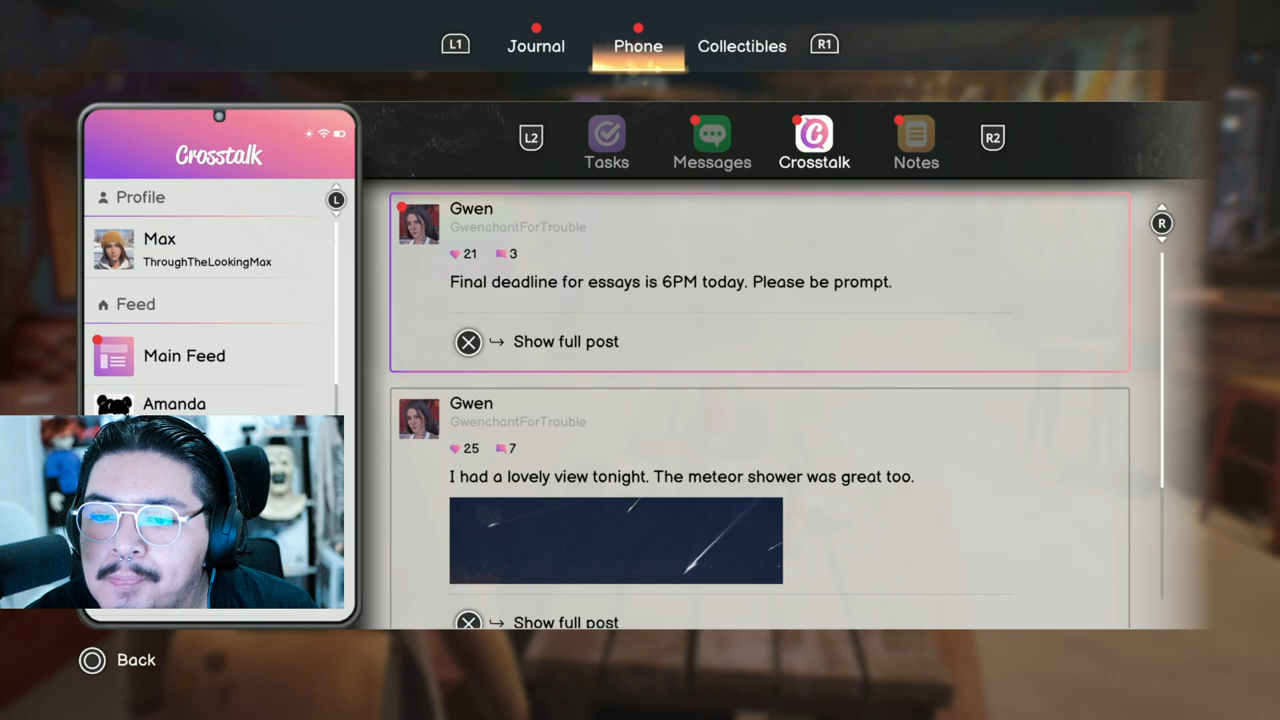 L1
Journal
Phone
Collectibles
R1
L2
Tasks
Messages
Crosstalk
Notes
R2
Crosstalk
Profile
L
Max
ThroughTheLookingMax
Feed
Main Feed
Amanda
Gwen
GwenchantForTrouble
21
3
Final deadline for essays is 6PM today. Please be prompt.
Show full post
R
Gwen
GwenchantForTrouble
25
7
I had a lovely view tonight. The meteor shower was great too.
Show full post
Back